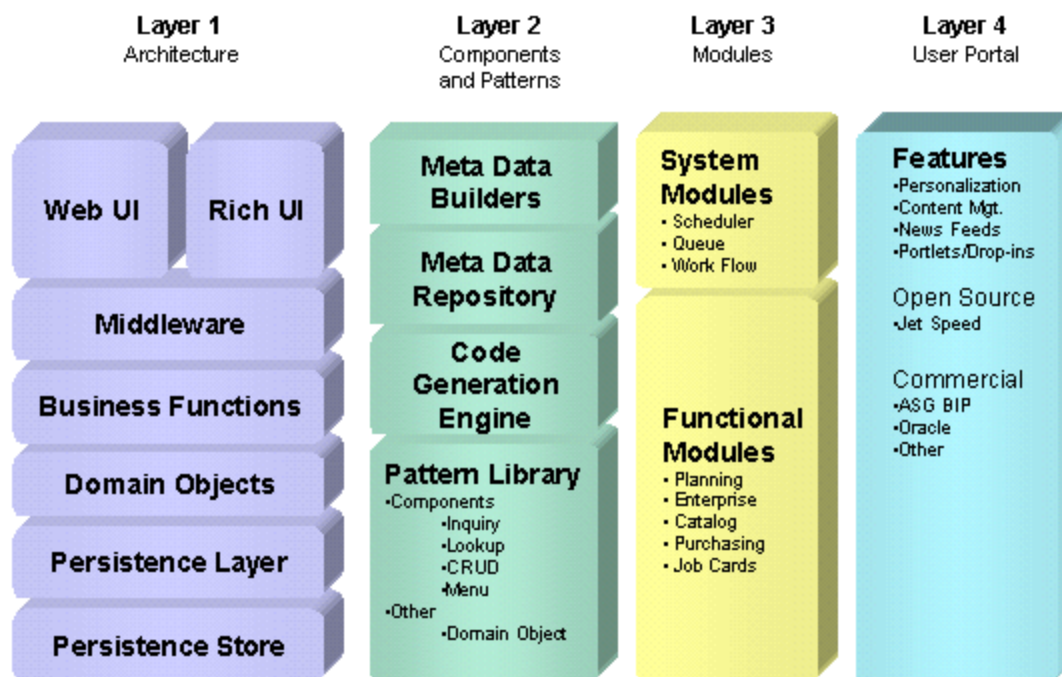 Layer 1
Architecture
Layer 2
Components
and Patterns
Layer 3
Modules
Layer 4
User Portal
Web UI
Rich UI
Middleware
Business Functions
Domain Objects
Persistence Layer
Persistence Store
Meta Data
Builders
Meta Data
Repository
Code
Generation
Engine
Pattern Library
•Components
•Inquiry
•Lookup
•CRUD
•Menu
•Other
•Domain Object
System
Modules
• Scheduler
• Queue
• Work Flow
Functional
Modules
• Planning
• Enterprise
• Catalog
• Purchasing
• Job Cards
Features
•Personalization
•Content Mgt.
•News Feeds
•Portlets/Drop-ins
Open Source
•Jet Speed
Commercial
•ASG BIP
•Oracle
•Other